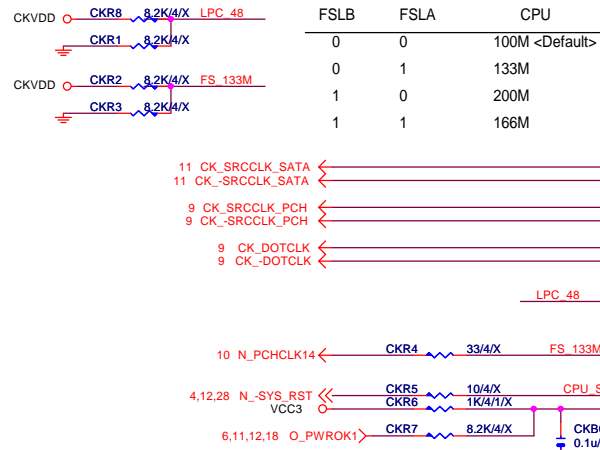 CKVDD CKR8 8.2K/4/X LPC_48
CKR1 8.2K/4/X
CKVDD CKR2 8.2K/4/X FS_133M
CKR3 8.2K/4/X
FSLB FSLA CPU
0 0 100M <Default>
0 1 133M
1 0 200M
1 1 166M
11 CK_SRCCLK_SATA
11 CK_-SRCCLK_SATA
9 CK_SRCCLK_PCH
9 CK_-SRCCLK_PCH
9 CK_DOTCLK
9 CK_-DOTCLK
LPC_48
10 N_PCHCLK14 CKR4 33/4/X FS_133M
4,12,28 N_-SYS_RST CKR5 10/4/X CPU_S
VCC3 CKR6 1K/4/1/X
6,11,12,18 O_PWROK1 CKR7 8.2K/4/X
0.1u/